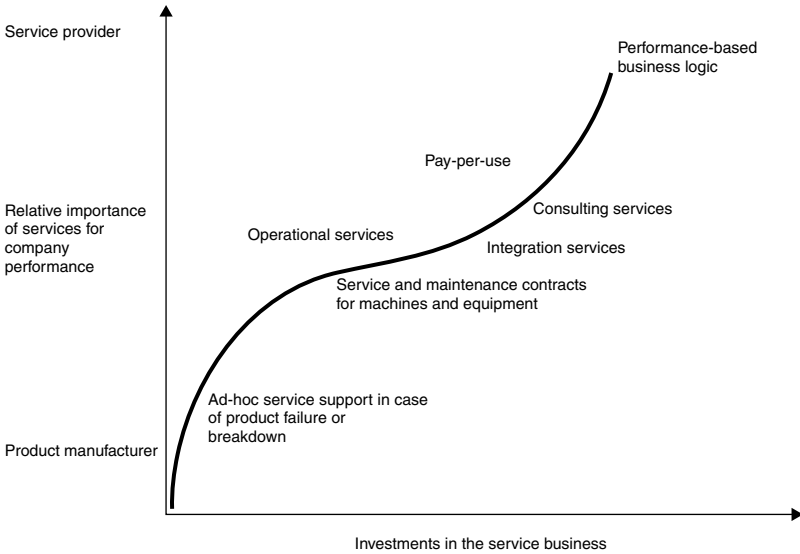 Service provider
Performance-based
business logic
Pay-per-use
Relative importance
of services for
company
performance
Consulting services
Operational services
Integration services
Service and maintenance contracts
for machines and equipment
Ad-hoc service support in case
of product failure or
breakdown
Product manufacturer
Investments in the service business